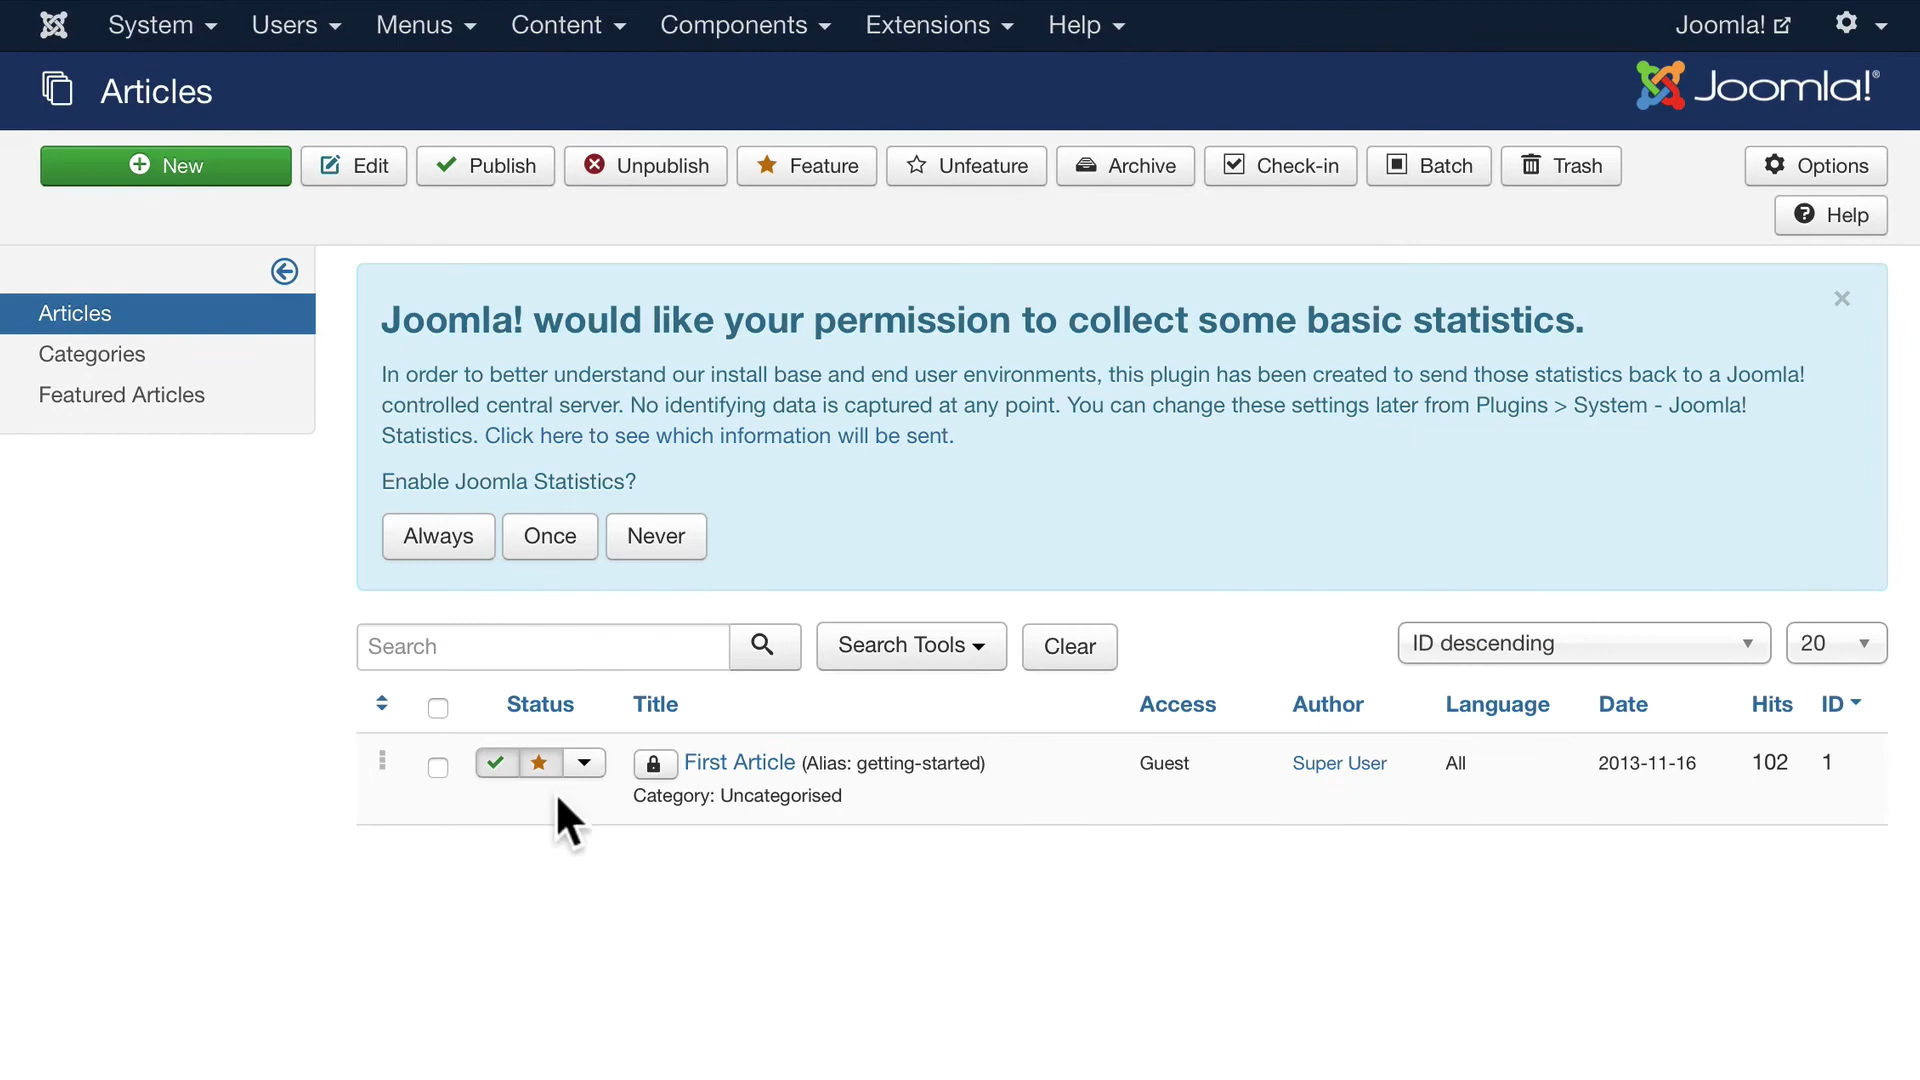 System Users Menus Content Components Extensions Help Joomla!
Articles Joomla!®
New Edit Publish Unpublish Feature Unfeature Archive Check-in Batch Trash Options
Help
Articles
Categories
Featured Articles
Joomla! would like your permission to collect some basic statistics.
In order to better understand our install base and end user environments, this plugin has been created to send those statistics back to a Joomla!
controlled central server. No identifying data is captured at any point. You can change these settings later from Plugins > System - Joomla!
Statistics. Click here to see which information will be sent.
Enable Joomla Statistics?
Always Once Never
Search Search Tools Clear ID descending 20
Status Title Access Author Language Date Hits ID
First Article (Alias: getting-started) Guest Super User All 2013-11-16 102 1
Category: Uncategorised